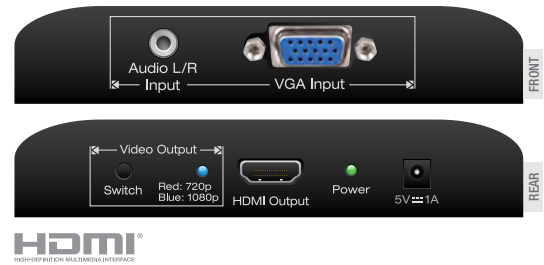 Audio L/R
Input
VGA Input
FRONT
Video Output
Switch
Red: 720p
Blue: 1080p
HDMI Output
Power
5V⎓1A
REAR
HDMI®
HIGH-DEFINITION MULTIMEDIA INTERFACE